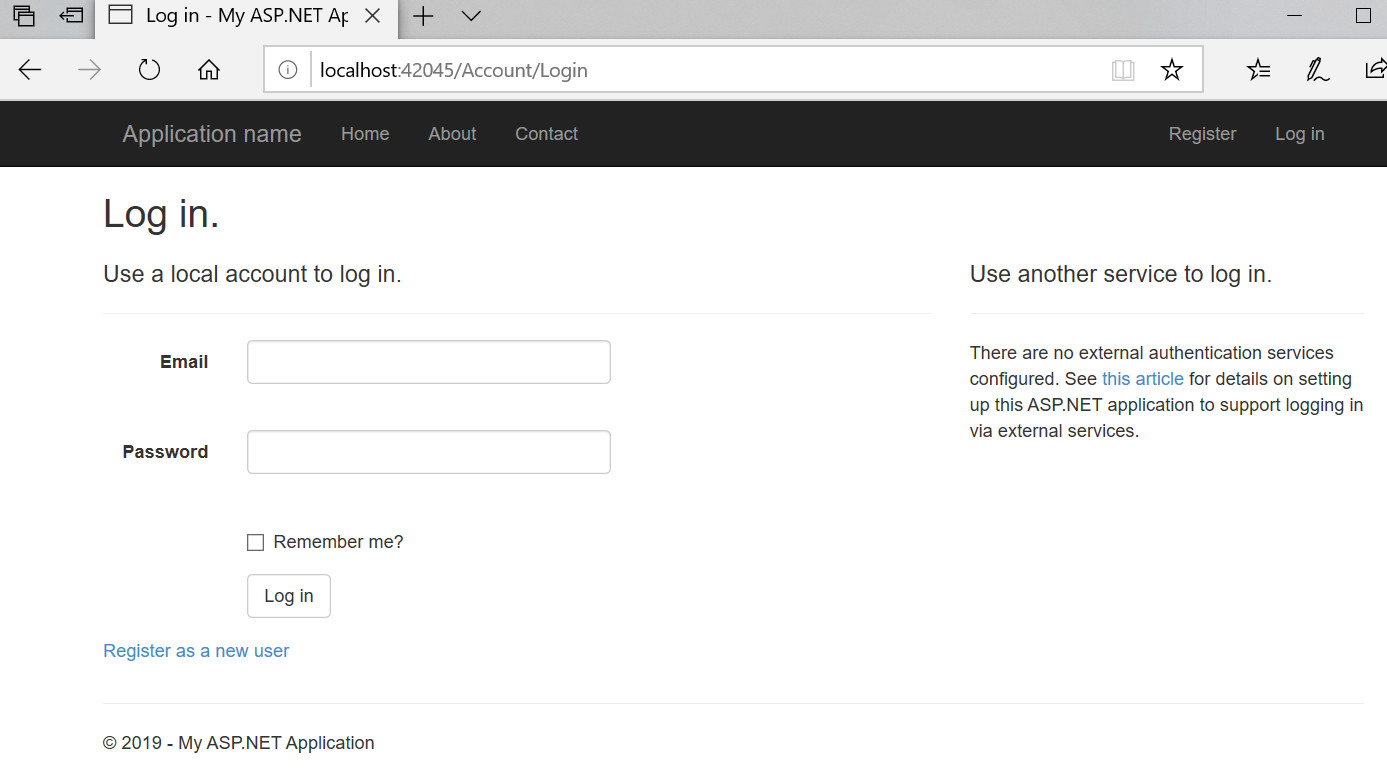 Log in - My ASP.NET Ap
localhost:42045/Account/Login
Application name Home About Contact Register Log in
Log in.
Use a local account to log in.
Email
Password
Remember me?
Log in
Register as a new user
Use another service to log in.
There are no external authentication services
configured. See this article for details on setting
up this ASP.NET application to support logging in
via external services.
© 2019 - My ASP.NET Application